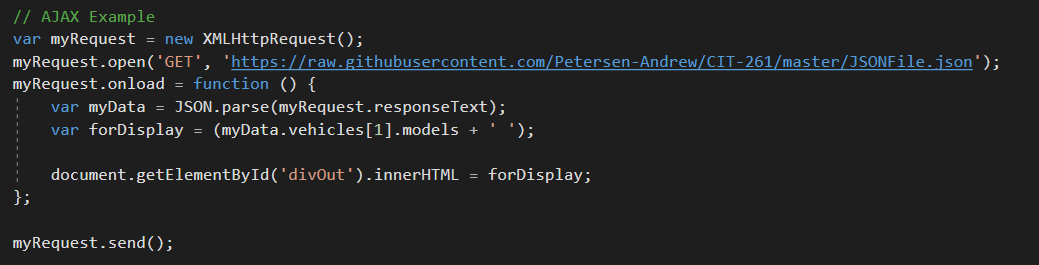 // AJAX Example
var myRequest = new XMLHttpRequest();
myRequest.open('GET', 'https://raw.githubusercontent.com/Petersen-Andrew/CIT-261/master/JSONFile.json');
myRequest.onload = function () {
    var myData = JSON.parse(myRequest.responseText);
    var forDisplay = (myData.vehicles[1].models + ' ');

    document.getElementById('divOut').innerHTML = forDisplay;
};

myRequest.send();